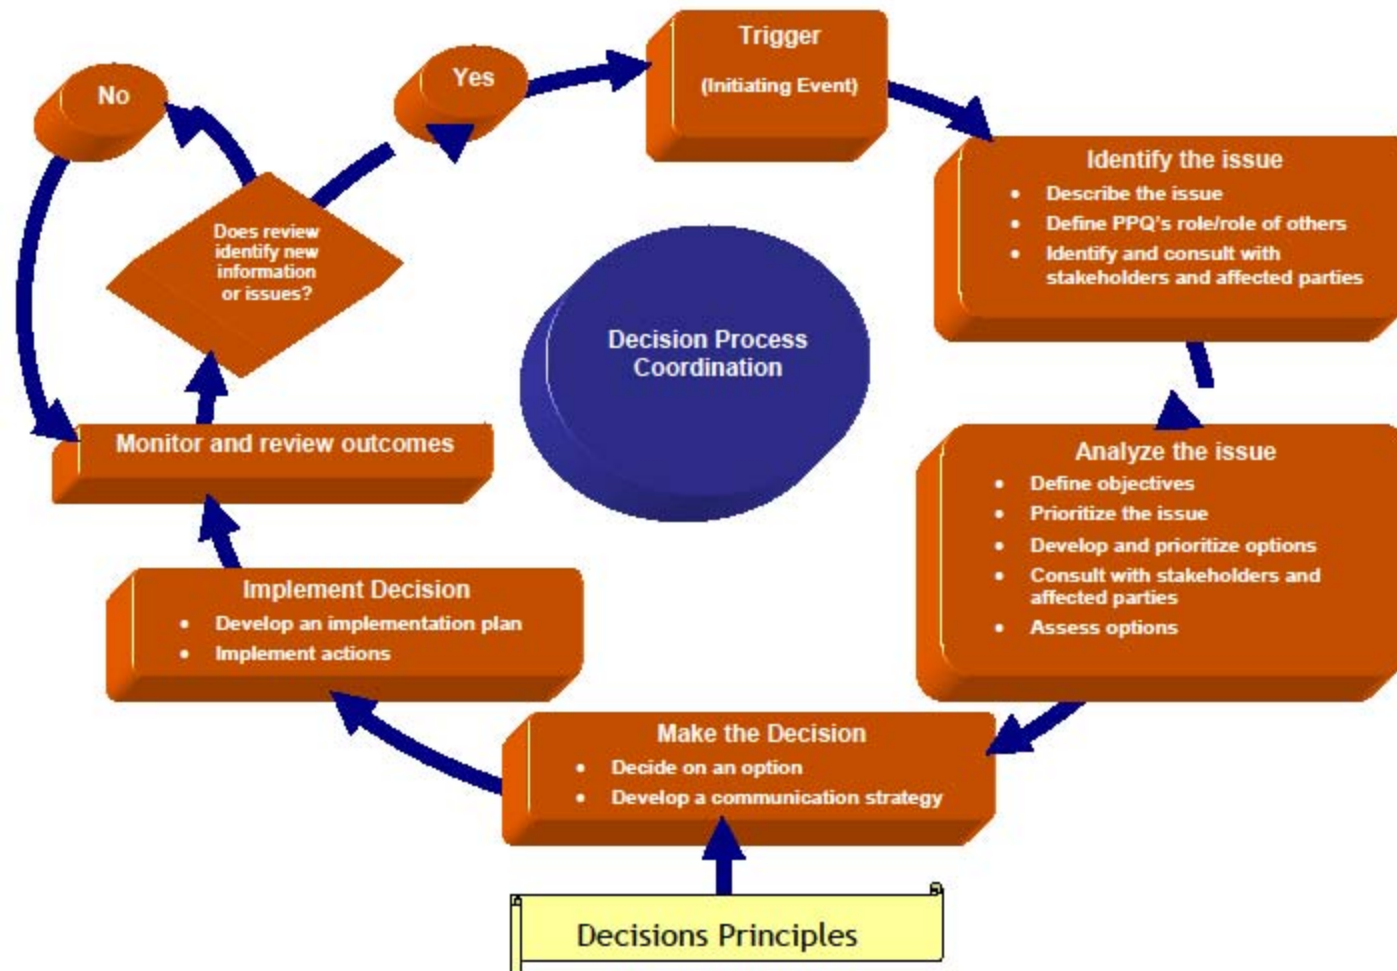 Trigger
(Initiating Event)
Identify the issue
• Describe the issue
• Define PPQ's role/role of others
• Identify and consult with
stakeholders and affected parties
Analyze the issue
• Define objectives
• Prioritize the issue
• Develop and prioritize options
• Consult with stakeholders and
affected parties
• Assess options
Make the Decision
• Decide on an option
• Develop a communication strategy
Decisions Principles
Implement Decision
• Develop an implementation plan
• Implement actions
Monitor and review outcomes
Does review
identify new
information
or issues?
No
Yes
Decision Process
Coordination